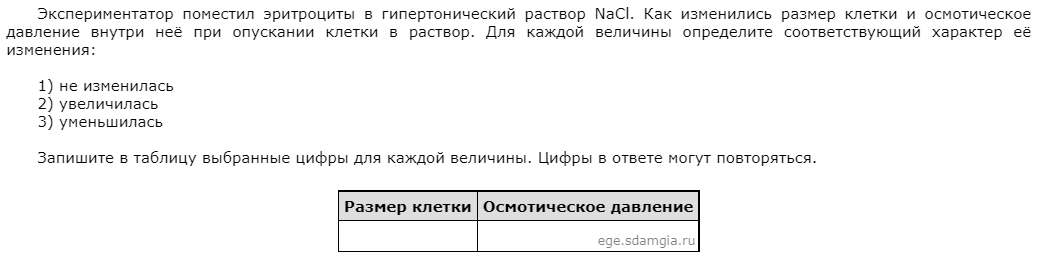 Экспериментатор поместил эритроциты в гипертонический раствор NaCl. Как изменились размер клетки и осмотическое
давление внутри неё при опускании клетки в раствор. Для каждой величины определите соответствующий характер её
изменения:
1) не изменилась
2) увеличилась
3) уменьшилась
Запишите в таблицу выбранные цифры для каждой величины. Цифры в ответе могут повторяться.
Размер клетки Осмотическое давление
ege.sdamgia.ru